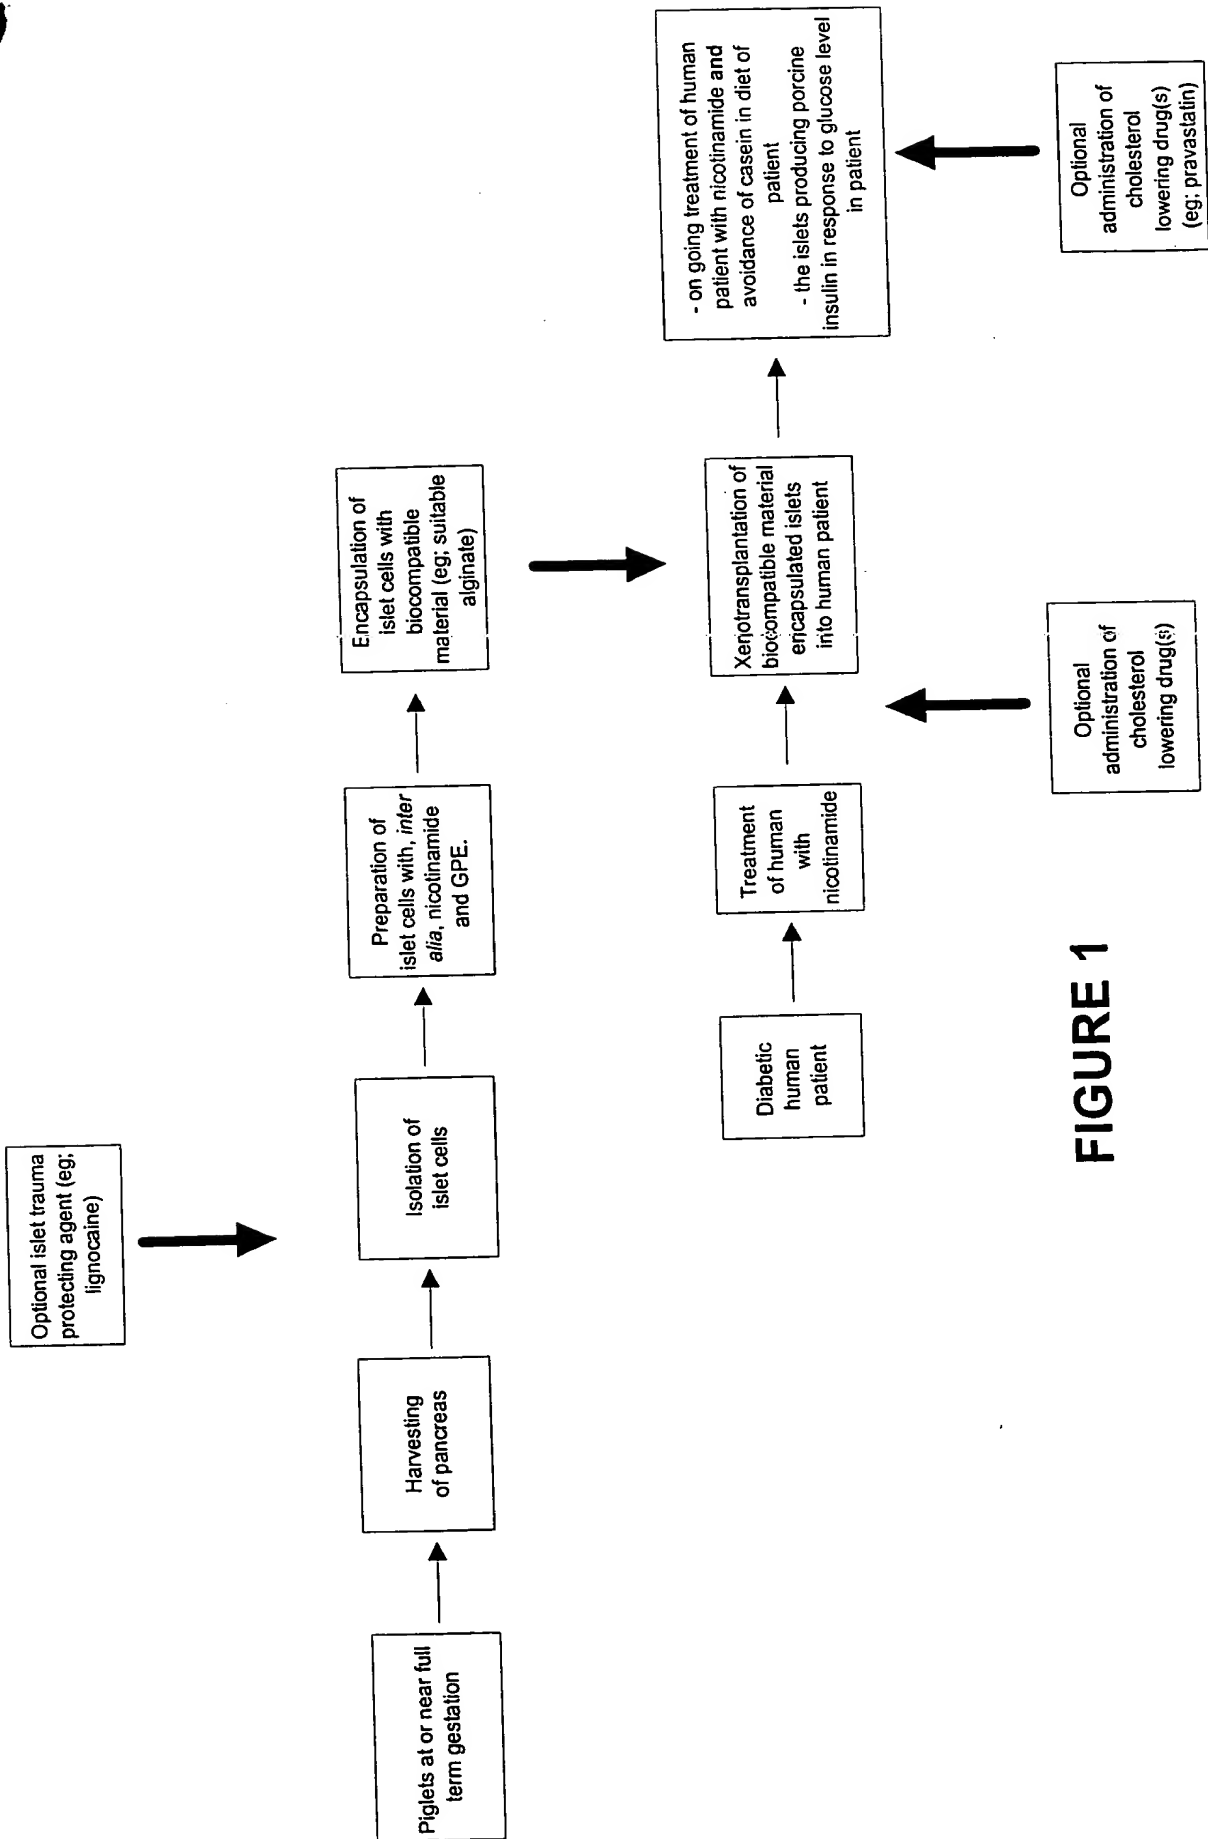 Optional islet trauma
protecting agent (eg;
lignocaine)
Piglets at or near full
term gestation
Harvesting
of pancreas
Isolation of
islet cells
Preparation of
islet cells with, inter
alia, nicotinamide
and GPE.
Encapsulation of
islet cells with
biocompatible
material (eg; suitable
alginate)
Diabetic
human
patient
Treatment
of human
with
nicotinamide
Xenotransplantation of
biocompatible material
encapsulated islets
into human patient
- on going treatment of human
patient with nicotinamide and
avoidance of casein in diet of
patient
- the islets producing porcine
insulin in response to glucose level
in patient
Optional
administration of
cholesterol
lowering drug(s)
Optional
administration of
cholesterol
lowering drug(s)
(eg; pravastatin)
FIGURE 1